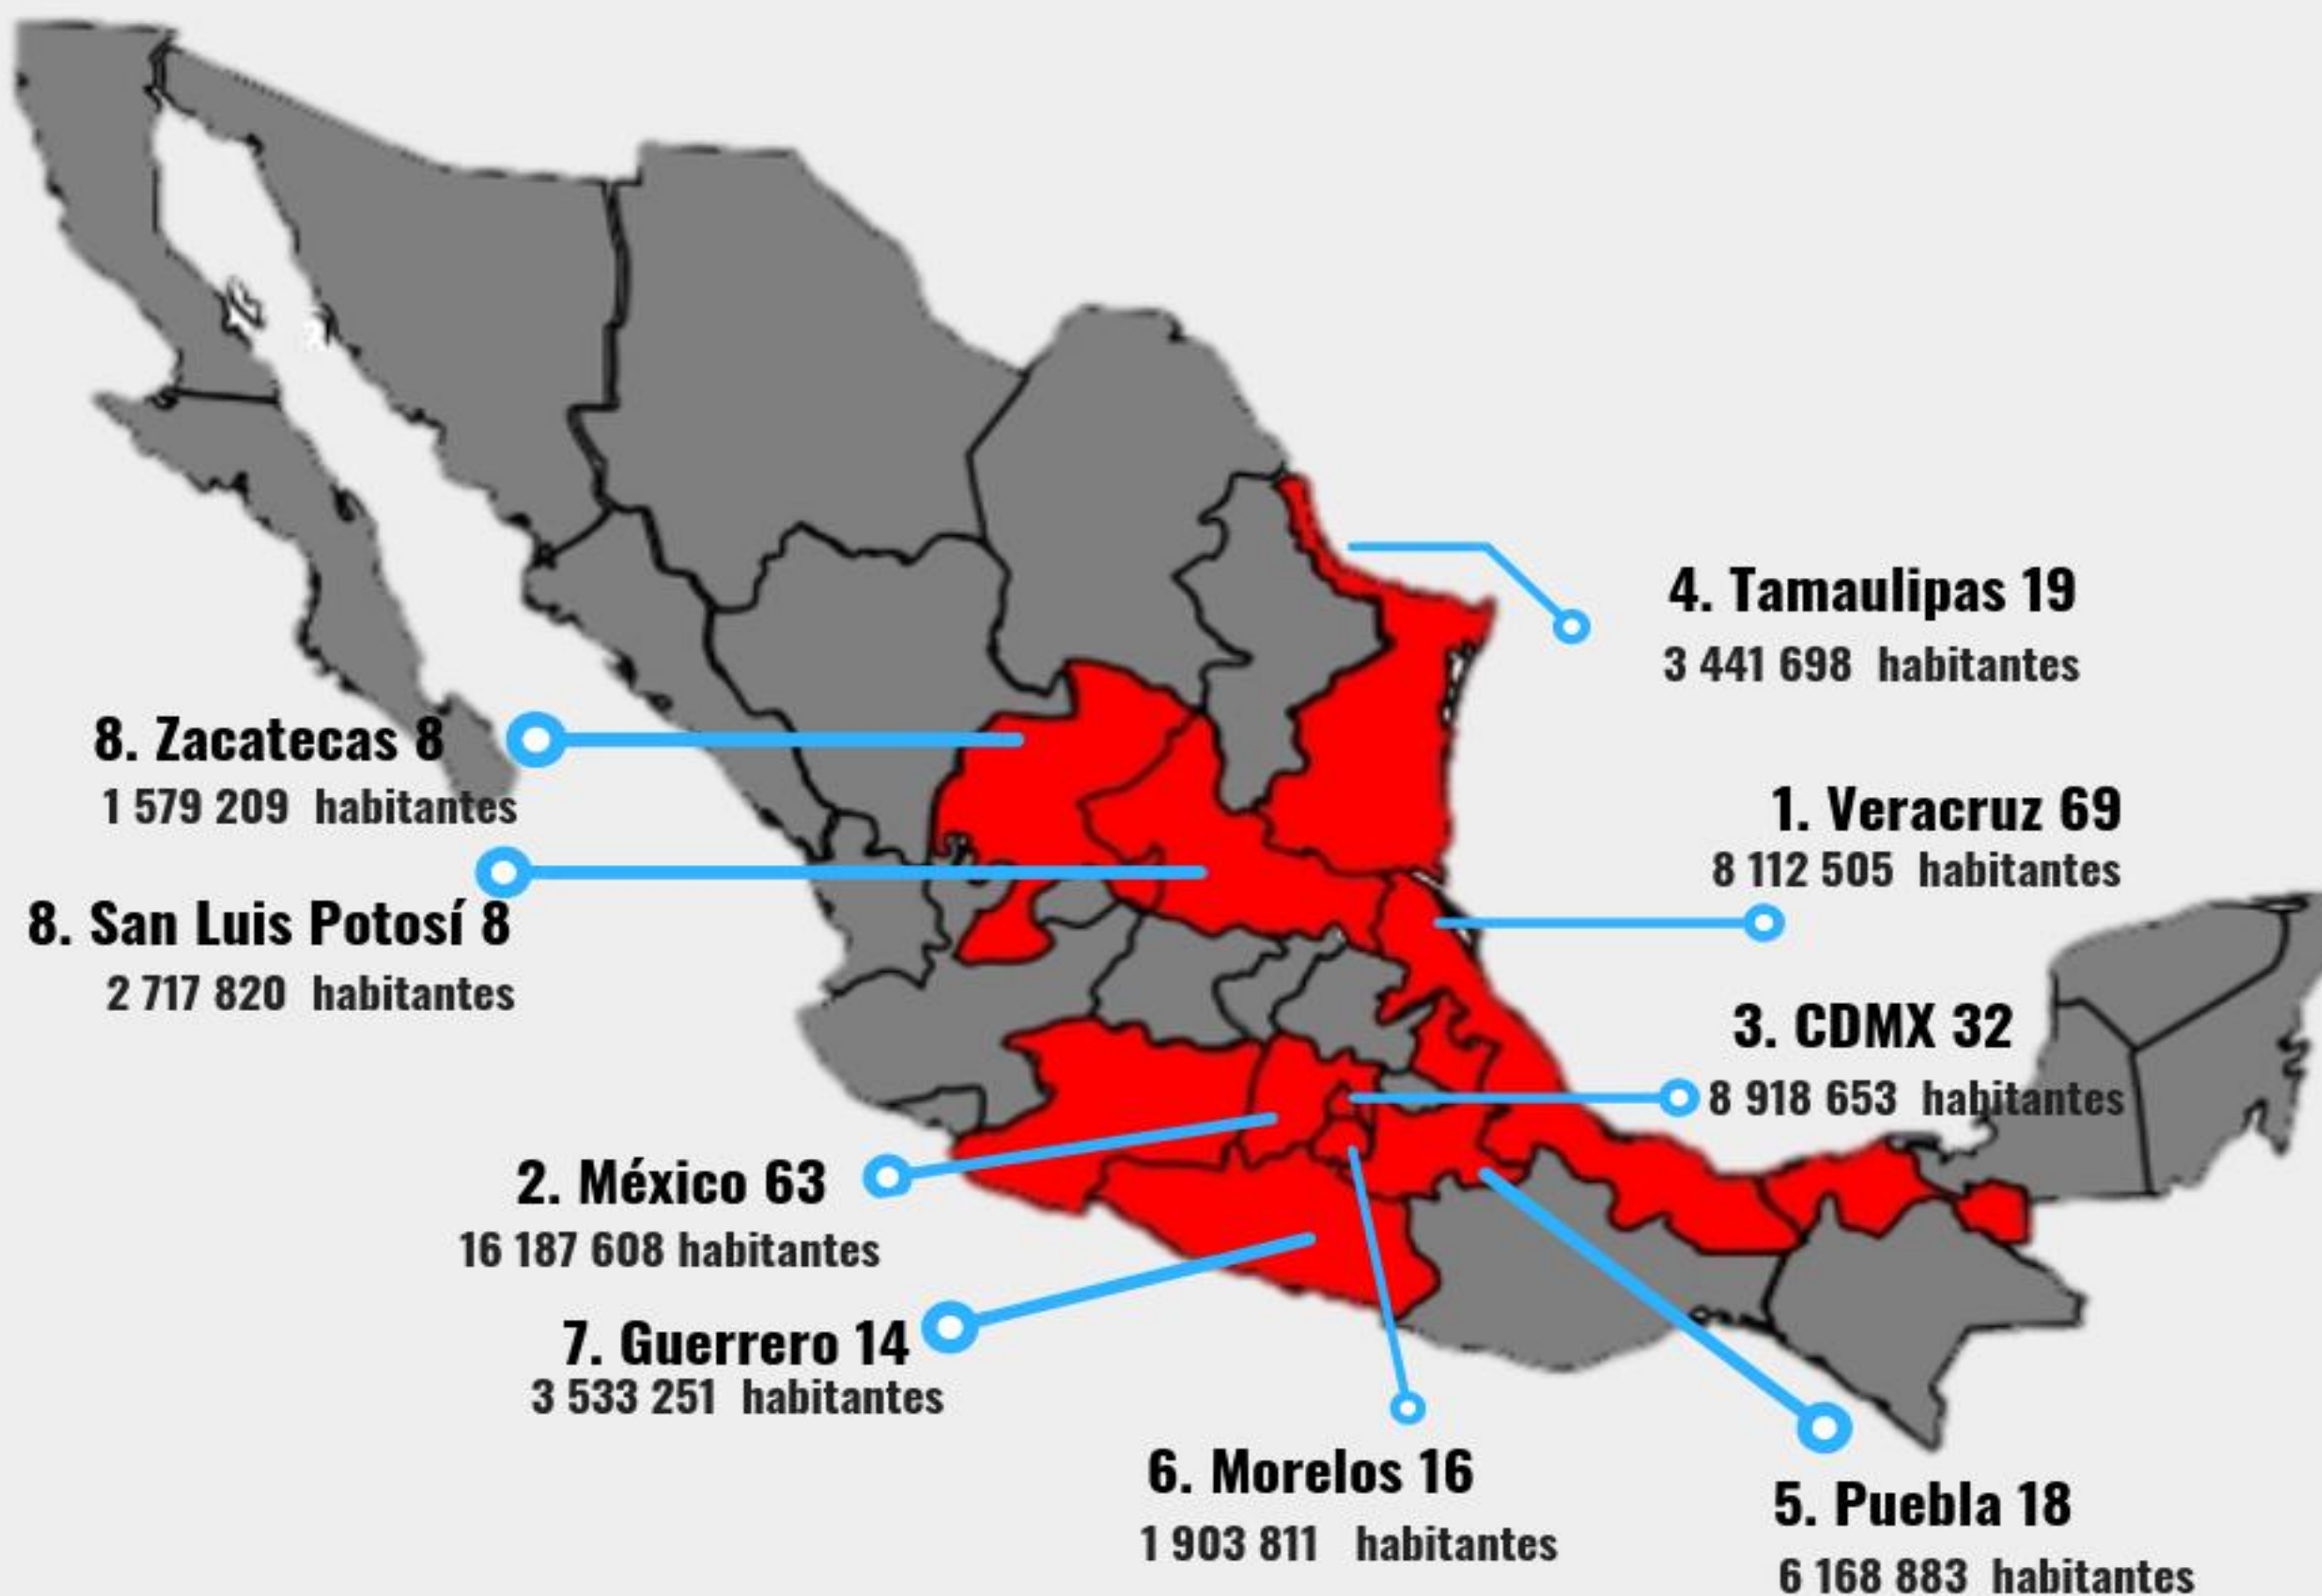 4. Tamaulipas 19
3 441 698 habitantes
8. Zacatecas 8
1 579 209 habitantes
1. Veracruz 69
8 112 505 habitantes
8. San Luis Potosí 8
2 717 820 habitantes
3. CDMX 32
8 918 653 habitantes
2. México 63
16 187 608 habitantes
7. Guerrero 14
3 533 251 habitantes
6. Morelos 16
1 903 811 habitantes
5. Puebla 18
6 168 883 habitantes